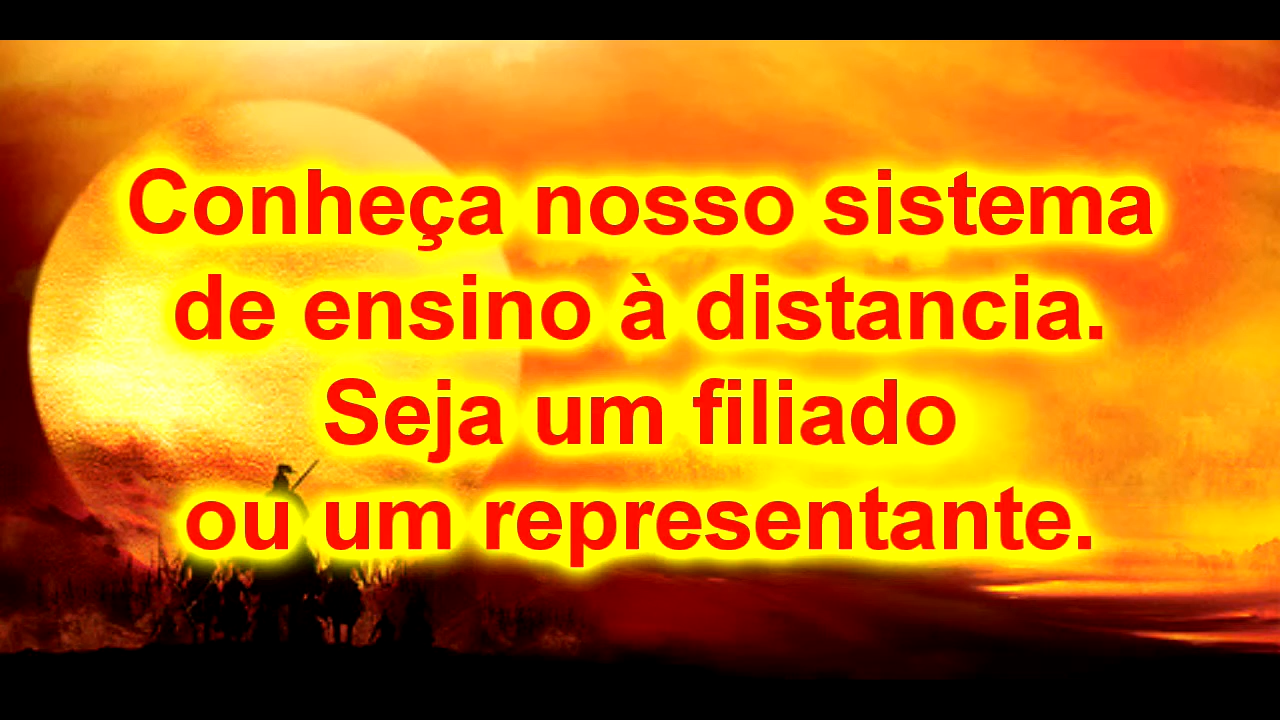 Conheça nosso sistema
de ensino à distancia.
Seja um filiado
ou um representante.